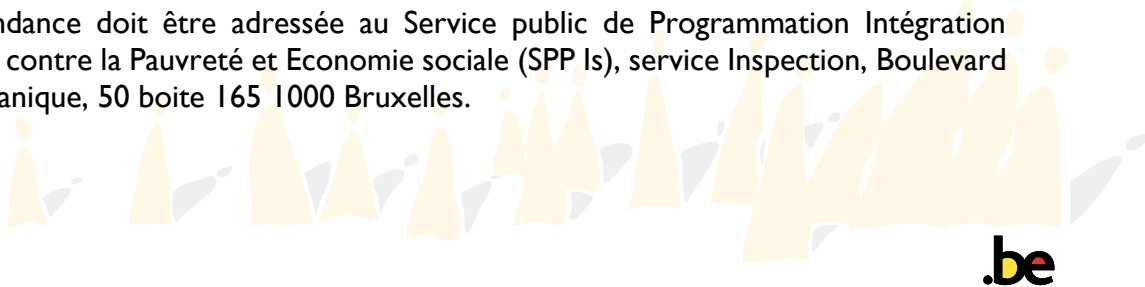 ndance doit être adressée au Service public de Programmation Intégration
contre la Pauvreté et Economie sociale (SPP Is), service Inspection, Boulevard
anique, 50 boite 165 1000 Bruxelles.
.be